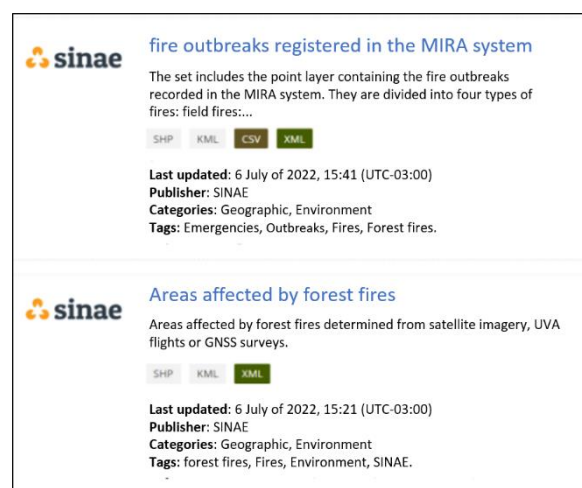 sinae
fire outbreaks registered in the MIRA system
The set includes the point layer containing the fire outbreaks
recorded in the MIRA system. They are divided into four types of
fires: field fires:...
SHP KML CSV XML
Last updated: 6 July of 2022, 15:41 (UTC-03:00)
Publisher: SINAE
Categories: Geographic, Environment
Tags: Emergencies, Outbreaks, Fires, Forest fires.
sinae
Areas affected by forest fires
Areas affected by forest fires determined from satellite imagery, UVA
flights or GNSS surveys.
SHP KML XML
Last updated: 6 July of 2022, 15:21 (UTC-03:00)
Publisher: SINAE
Categories: Geographic, Environment
Tags: forest fires, Fires, Environment, SINAE.